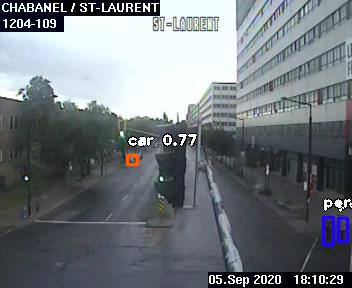 CHABANEL / ST-LAURENT
1204-109
ST-LAURENT
car 0.77
per
05.Sep 2020 18:10:29